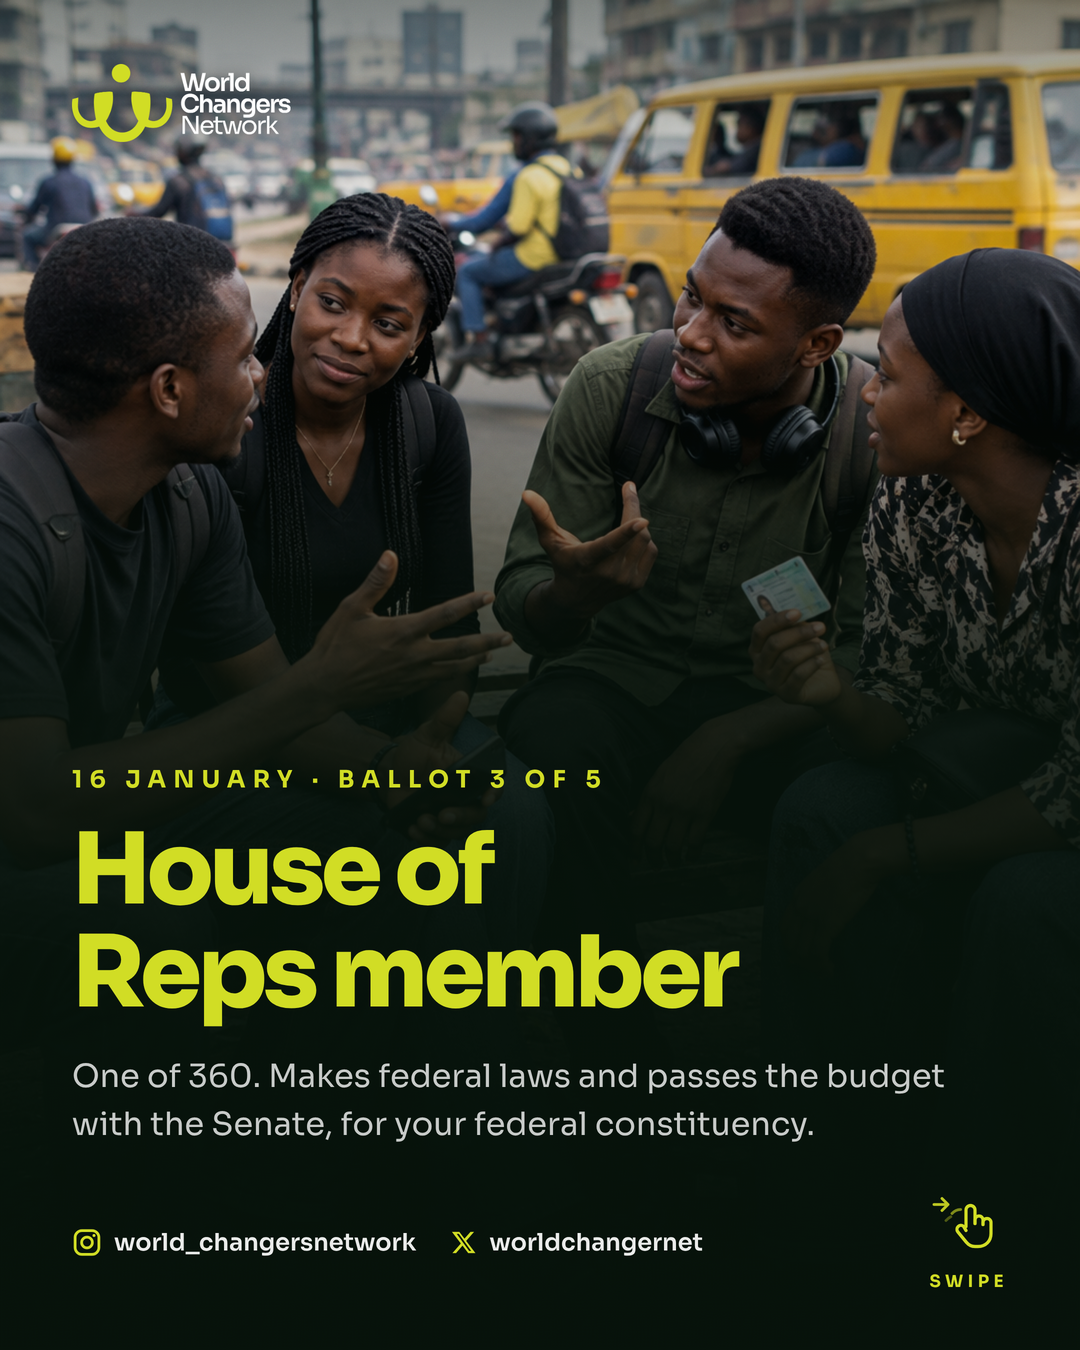 World
Changers
Network
16 JANUARY · BALLOT 3 OF 5
House of
Reps member
One of 360. Makes federal laws and passes the budget
with the Senate, for your federal constituency.
world_changersnetwork
worldchangernet
SWIPE